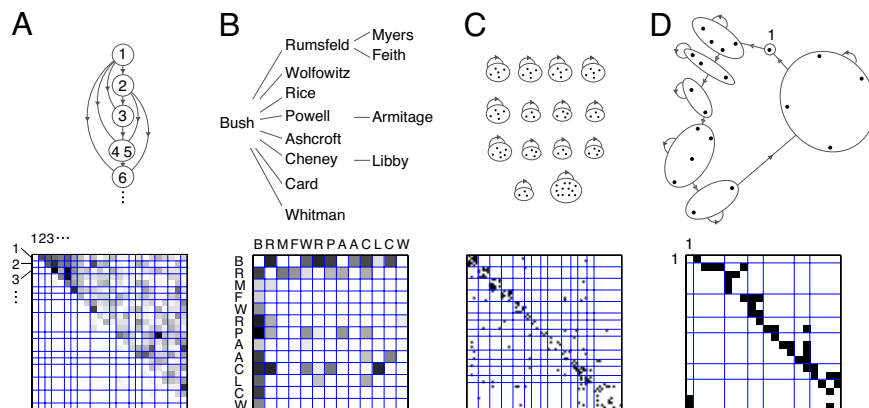 A B C D
1
2
3
4 5
6
⋮
Bush
Rumsfeld
Myers
Feith
Wolfowitz
Rice
Powell
Armitage
Ashcroft
Cheney
Libby
Card
Whitman
1
123⋯
1
2
3
⋮
B R M F W R P A A C L C W
B
R
M
F
W
R
P
A
A
C
L
C
W
1
1